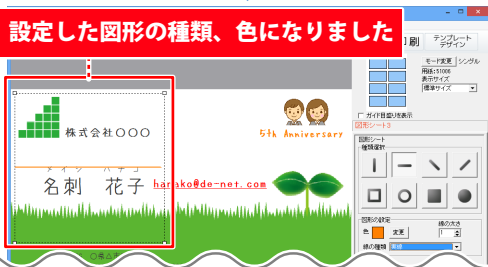 設定した図形の種類、色になりました
刷
テンプレート
デザイン
モード変更 シングル
用紙:51006
表示サイズ
標準サイズ
ガイド目盛りを表示
図形シート3
図形シート
種類選択
株式会社〇〇〇
5th Anniversary
メイシ ハナコ
名刺 花子
hanako@de-net.com
図形の設定
色 変更
線の太さ
1
線の種類 実線